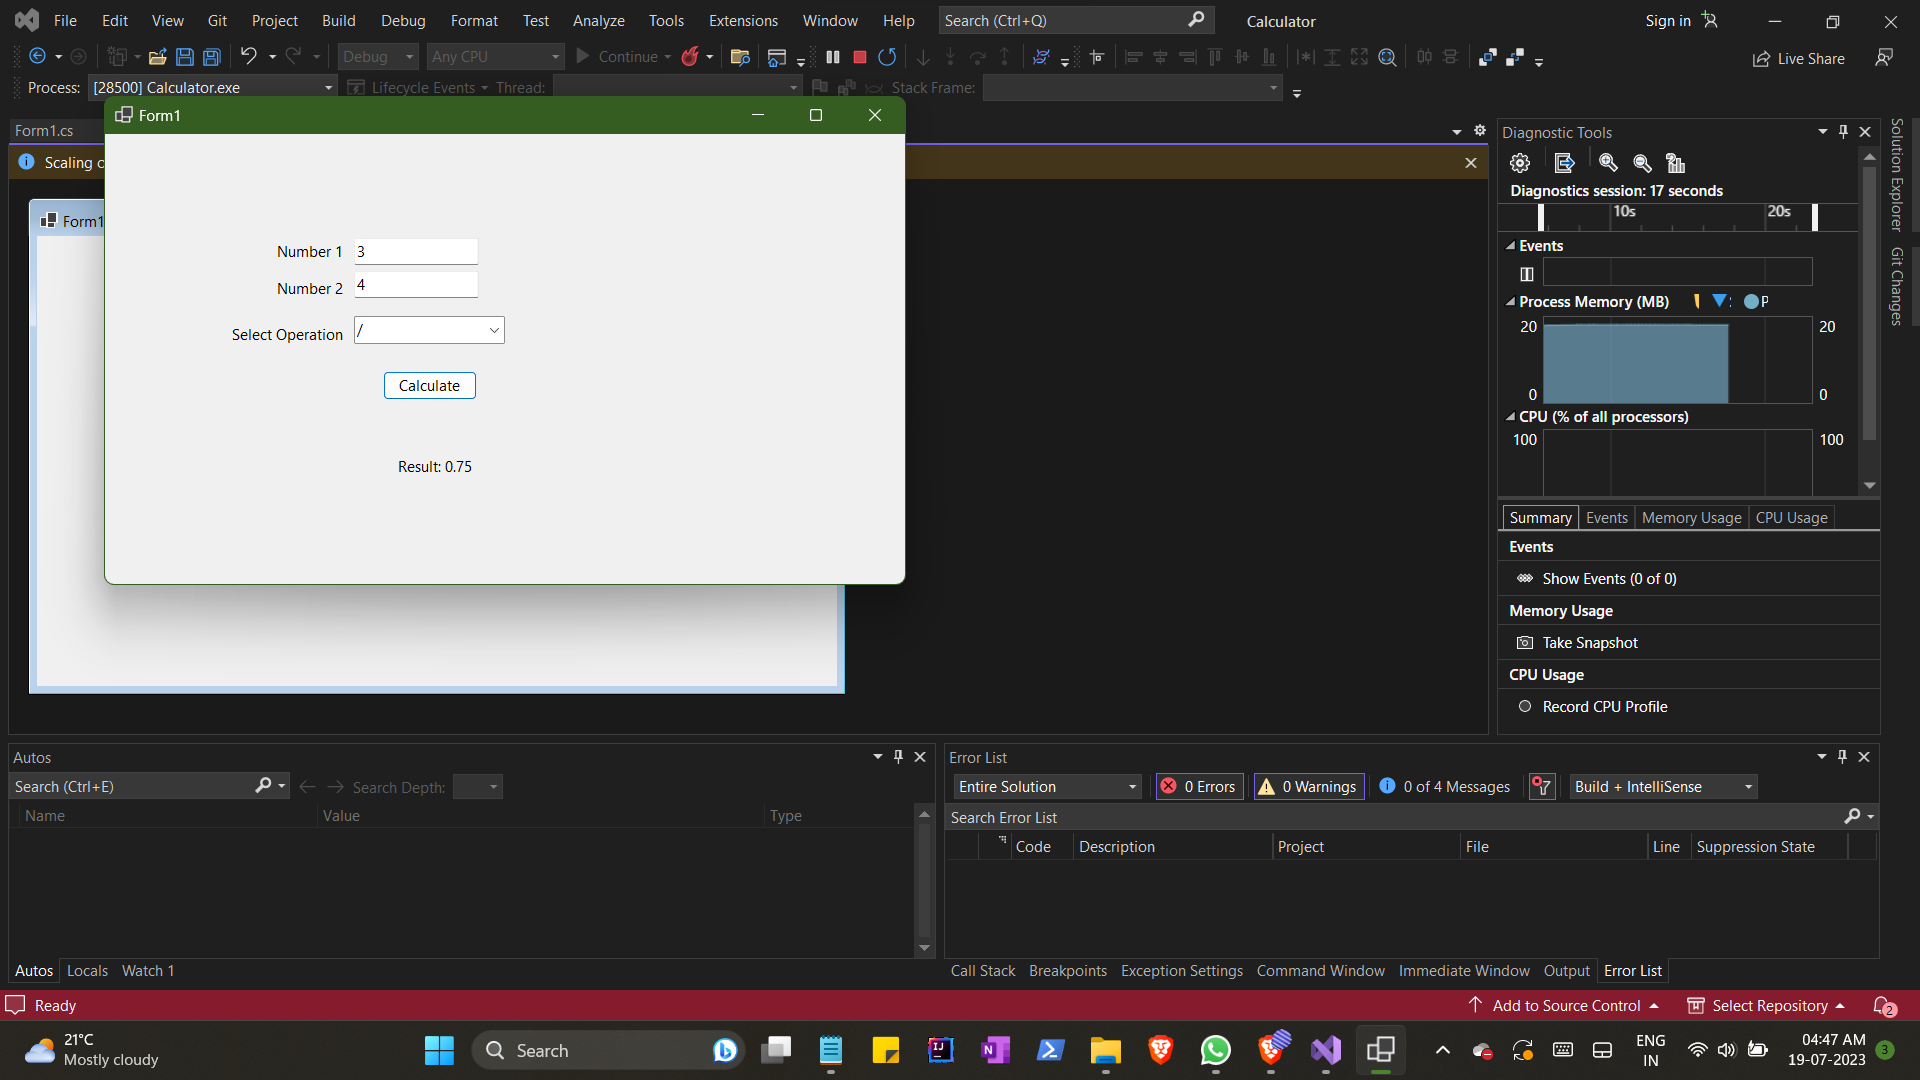 File Edit View Git Project Build Debug Format Test Analyze Tools Extensions Window Help Search (Ctrl+Q) Calculator Sign in
Debug Any CPU Continue Live Share
Process: [28500] Calculator.exe Lifecycle Events Thread: Stack Frame:
Form1.cs
Scaling
Form1
Form1
Number 1 3
Number 2 4
Select Operation /
Calculate
Result: 0.75
Diagnostic Tools
Diagnostics session: 17 seconds
10s 20s
Events
Process Memory (MB) P
20 20
0 0
CPU (% of all processors)
100 100
Summary Events Memory Usage CPU Usage
Events
Show Events (0 of 0)
Memory Usage
Take Snapshot
CPU Usage
Record CPU Profile
Solution Explorer
Git Changes
Autos
Search (Ctrl+E) Search Depth:
Name Value Type
Autos Locals Watch 1
Error List
Entire Solution 0 Errors 0 Warnings 0 of 4 Messages Build + IntelliSense
Search Error List
Code Description Project File Line Suppression State
Call Stack Breakpoints Exception Settings Command Window Immediate Window Output Error List
Ready Add to Source Control Select Repository 2
21°C
Mostly cloudy
Search
ENG
IN
04:47 AM
19-07-2023
3